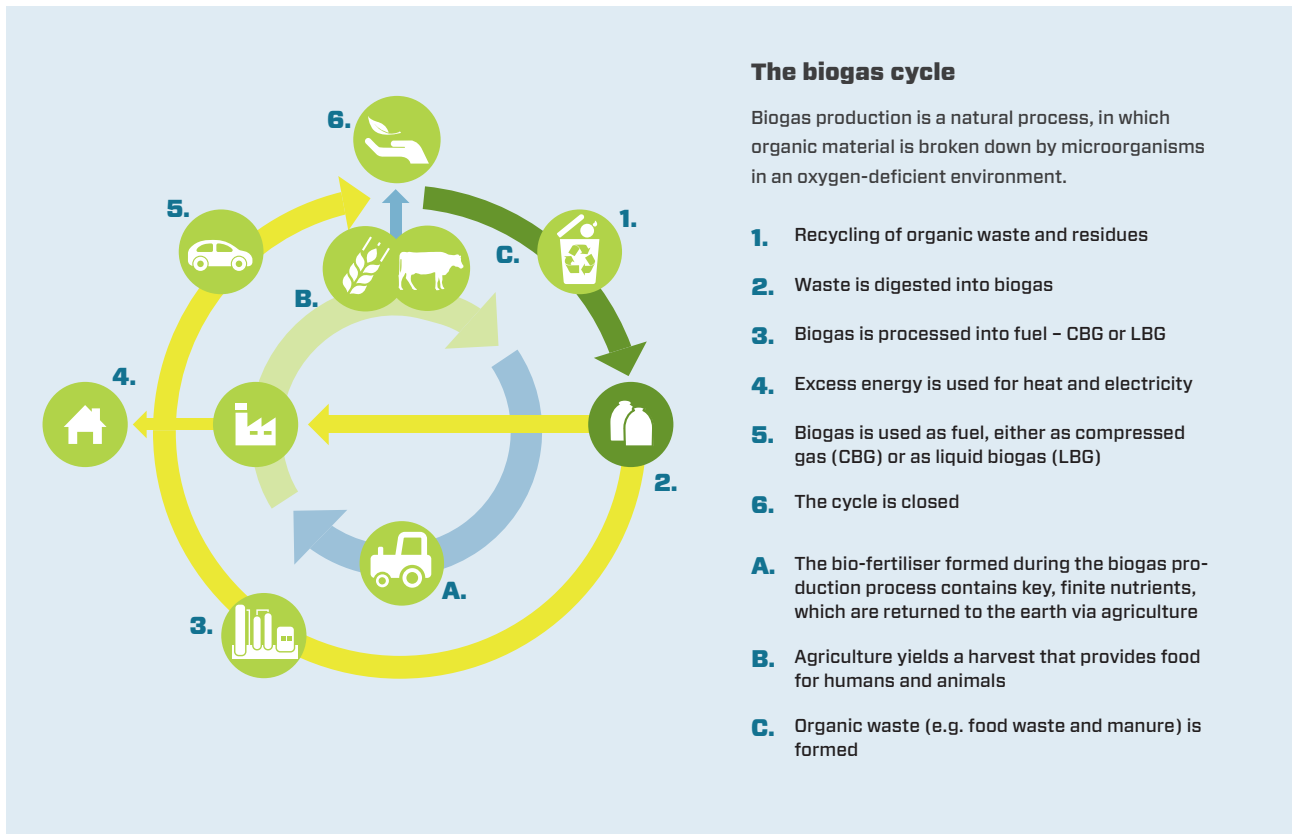 The biogas cycle
Biogas production is a natural process, in which
organic material is broken down by microorganisms
in an oxygen-deficient environment.
1. Recycling of organic waste and residues
2. Waste is digested into biogas
3. Biogas is processed into fuel – CBG or LBG
4. Excess energy is used for heat and electricity
5. Biogas is used as fuel, either as compressed
gas (CBG) or as liquid biogas (LBG)
6. The cycle is closed
A. The bio-fertiliser formed during the biogas pro-
duction process contains key, finite nutrients,
which are returned to the earth via agriculture
B. Agriculture yields a harvest that provides food
for humans and animals
C. Organic waste (e.g. food waste and manure) is
formed
6.
5.
1.
C.
B.
4.
2.
A.
3.